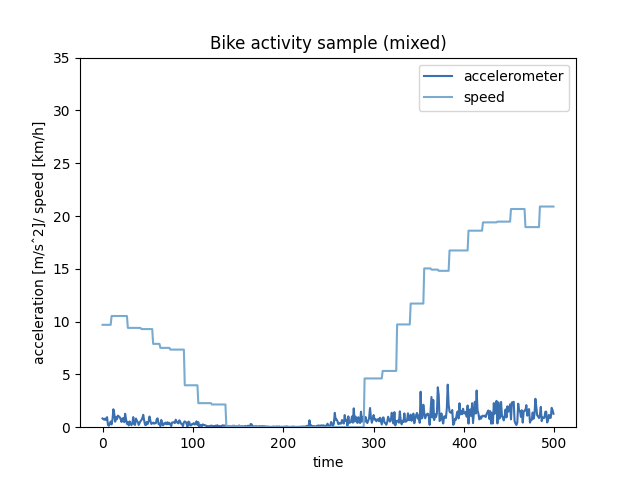 Bike activity sample (mixed)
35
30
25
20
15
10
5
0
acceleration [m/s^2]/ speed [km/h]
accelerometer
speed
0
100
200
300
400
500
time